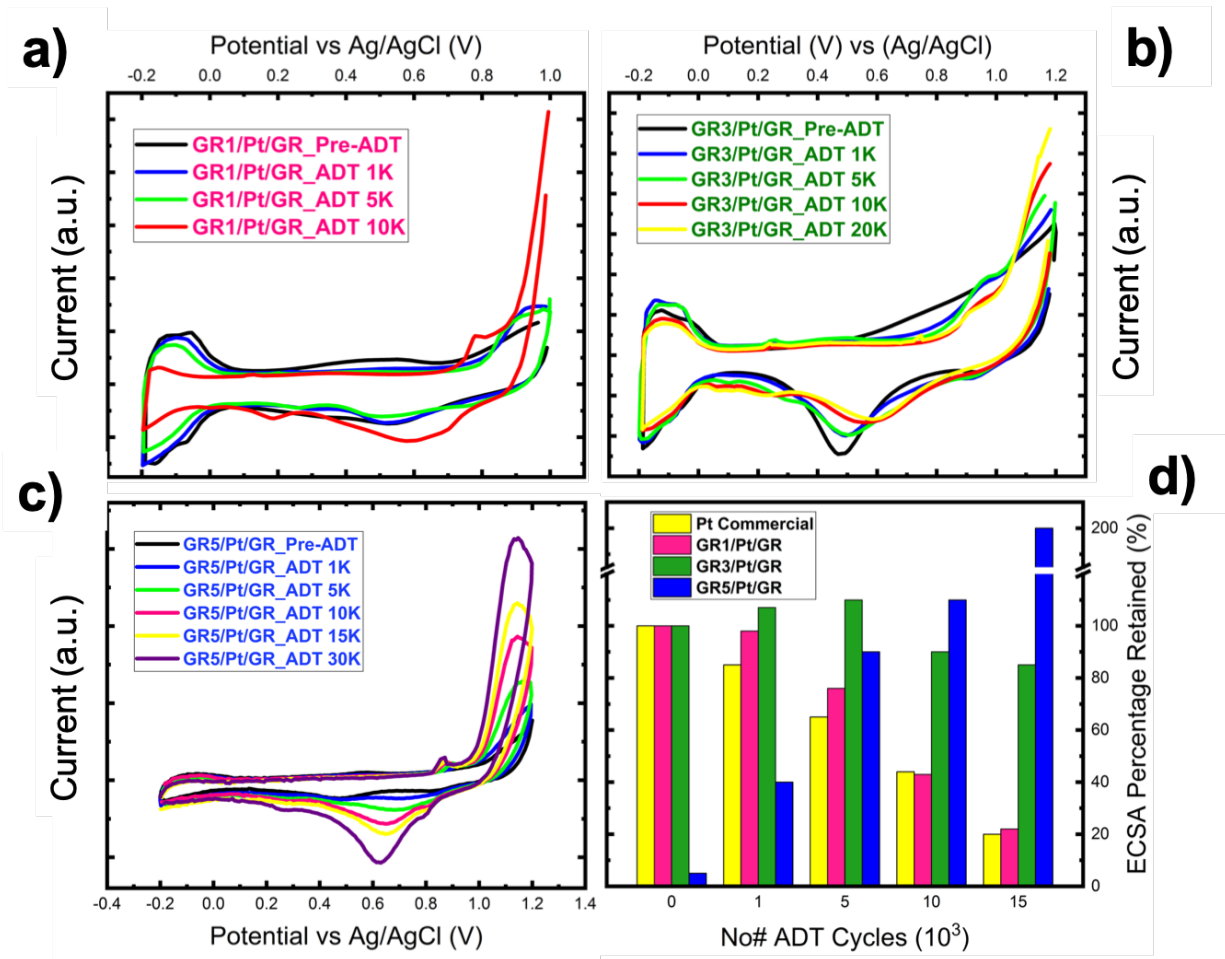 a)
Potential vs Ag/AgCl (V)
-0.2 0.0 0.2 0.4 0.6 0.8 1.0
GR1/Pt/GR_Pre-ADT
GR1/Pt/GR_ADT 1K
GR1/Pt/GR_ADT 5K
GR1/Pt/GR_ADT 10K
Current (a.u.)
b)
Potential (V) vs (Ag/AgCl)
-0.2 0.0 0.2 0.4 0.6 0.8 1.0 1.2
GR3/Pt/GR_Pre-ADT
GR3/Pt/GR_ADT 1K
GR3/Pt/GR_ADT 5K
GR3/Pt/GR_ADT 10K
GR3/Pt/GR_ADT 20K
Current (a.u.)
c)
GR5/Pt/GR_Pre-ADT
GR5/Pt/GR_ADT 1K
GR5/Pt/GR_ADT 5K
GR5/Pt/GR_ADT 10K
GR5/Pt/GR_ADT 15K
GR5/Pt/GR_ADT 30K
Current (a.u.)
-0.4 -0.2 0.0 0.2 0.4 0.6 0.8 1.0 1.2 1.4
Potential vs Ag/AgCl (V)
d)
Pt Commercial
GR1/Pt/GR
GR3/Pt/GR
GR5/Pt/GR
200
100
80
60
40
20
0
ECSA Percentage Retained (%)
0 1 5 10 15
No# ADT Cycles (10³)